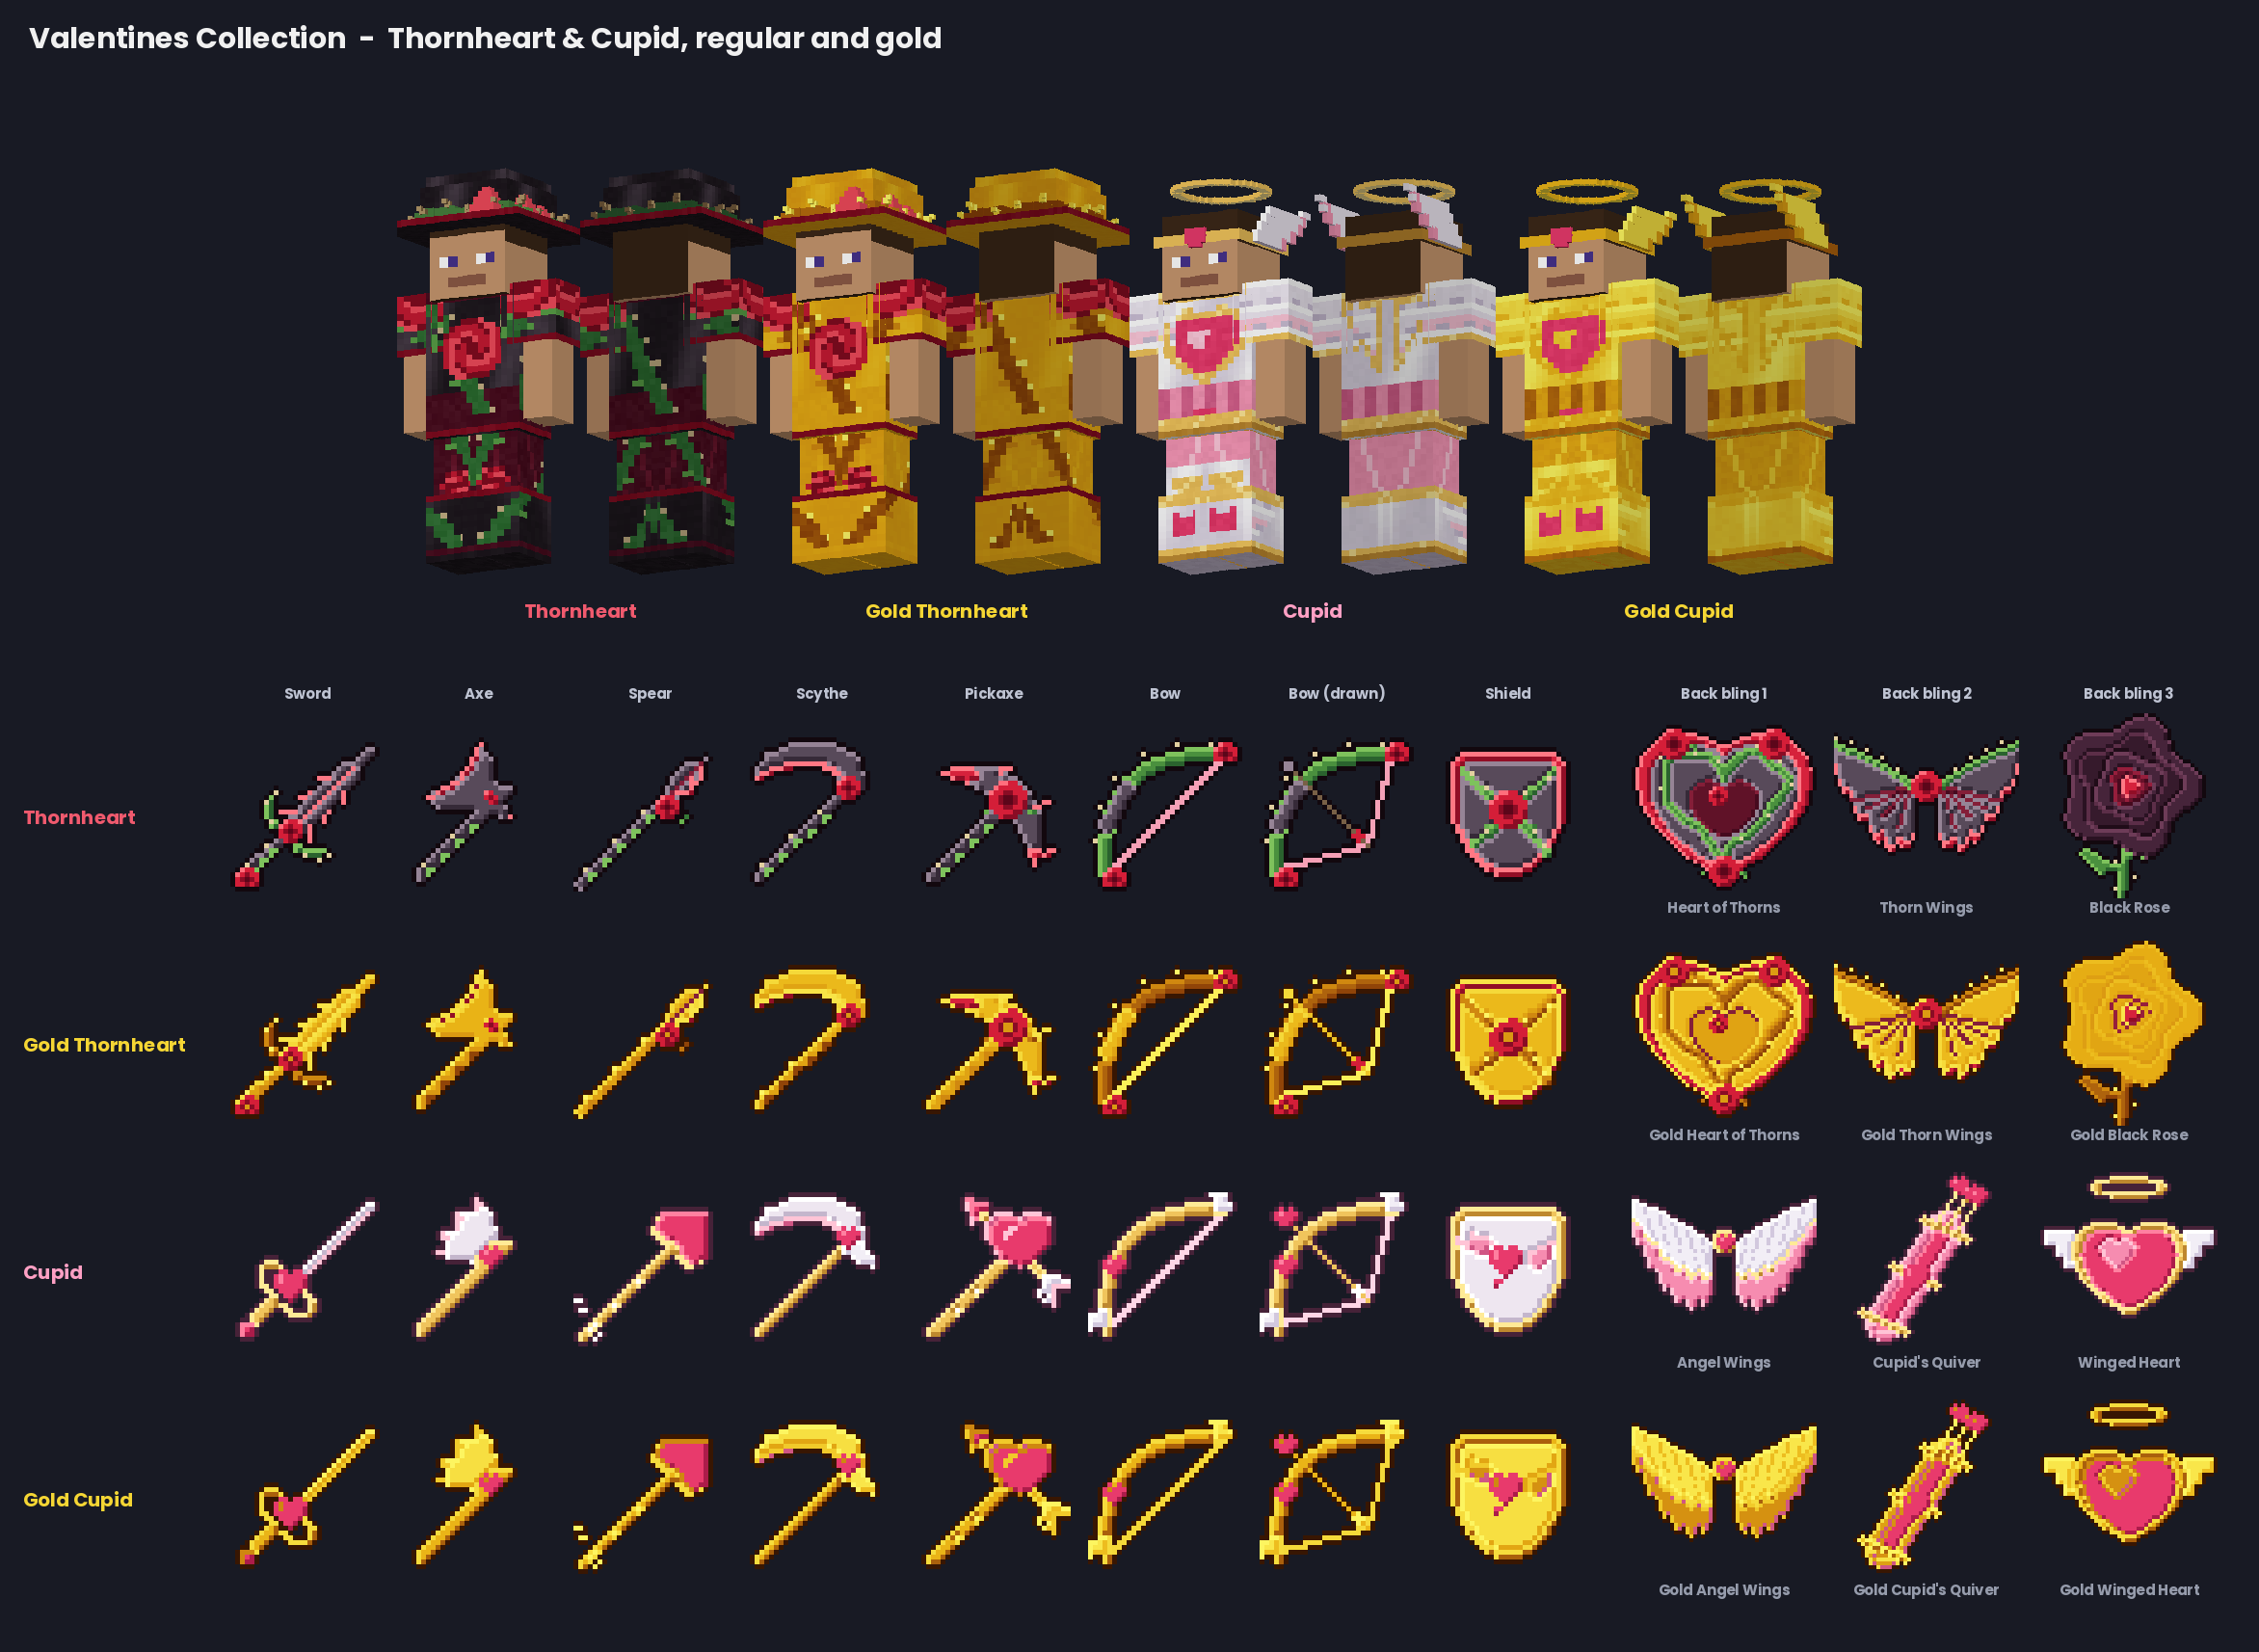 Valentines Collection - Thornheart & Cupid, regular and gold
Thornheart
Gold Thornheart
Cupid
Gold Cupid
Sword
Axe
Spear
Scythe
Pickaxe
Bow
Bow (drawn)
Shield
Back bling 1
Back bling 2
Back bling 3
Thornheart
Heart of Thorns
Thorn Wings
Black Rose
Gold Thornheart
Gold Heart of Thorns
Gold Thorn Wings
Gold Black Rose
Cupid
Angel Wings
Cupid's Quiver
Winged Heart
Gold Cupid
Gold Angel Wings
Gold Cupid's Quiver
Gold Winged Heart